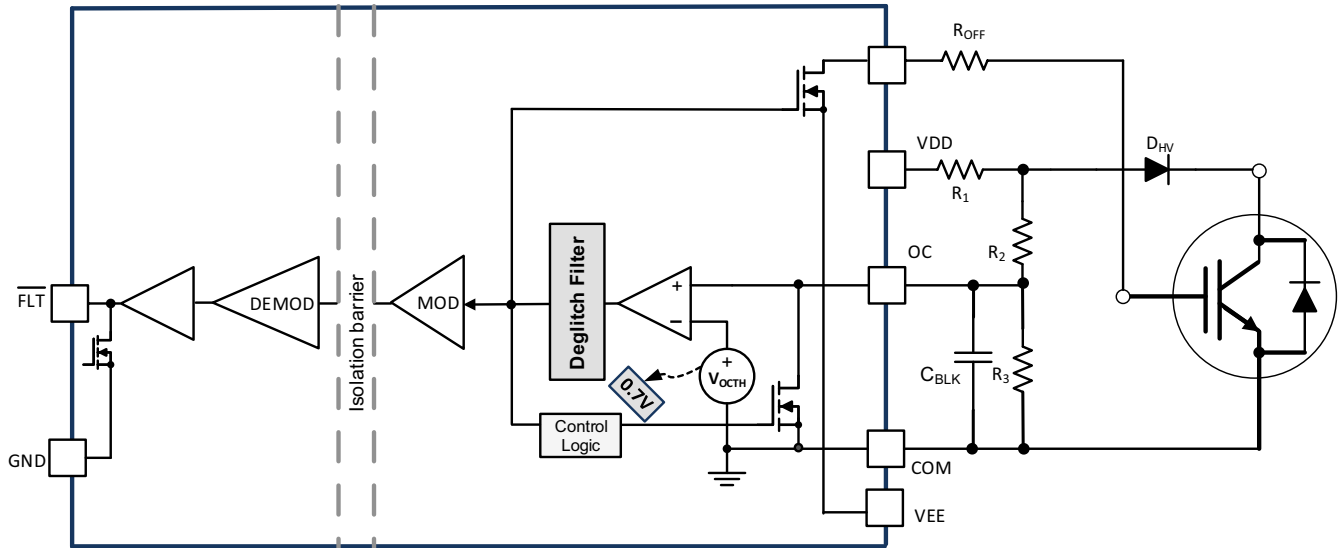 R_OFF
VDD
R_1
D_HV
R_2
OC
Deglitch Filter
+
−
MOD
DEMOD
Isolation barrier
FLT
+
V_OCTH
0.7V
C_BLK
R_3
Control
Logic
GND
COM
VEE